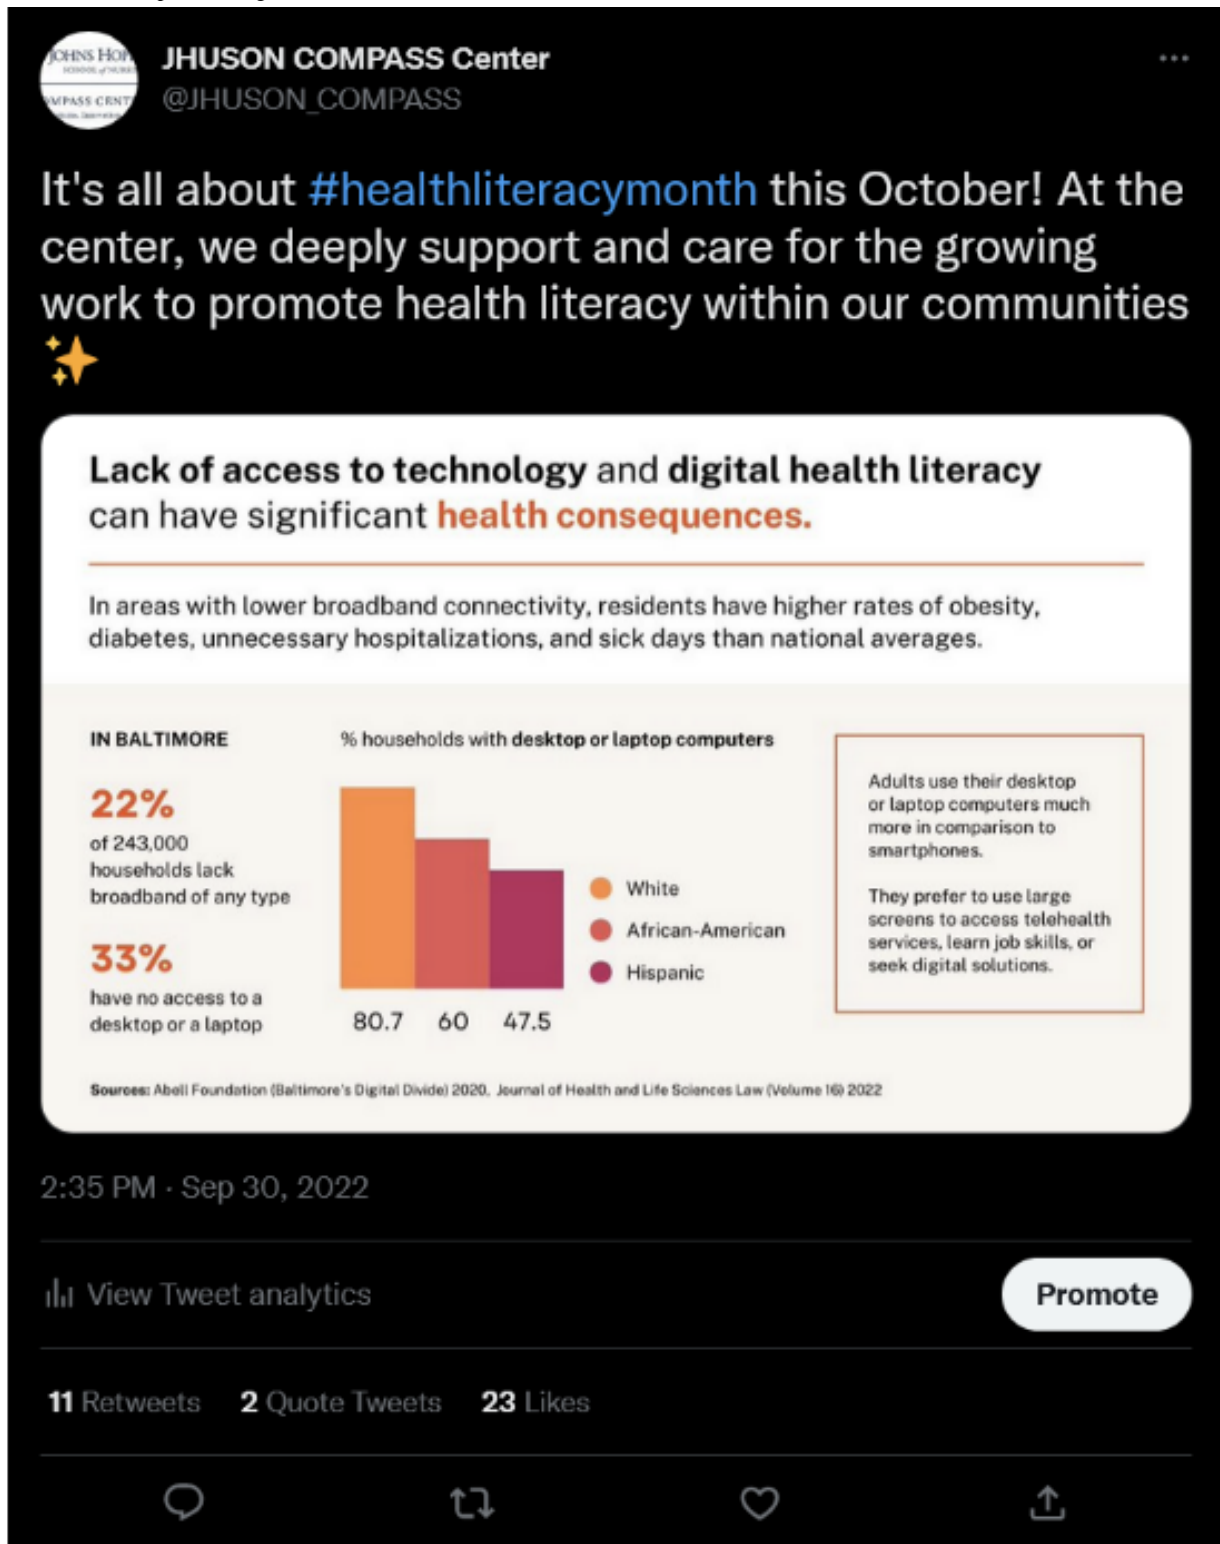 JOHNS HOP
JHUSON COMPASS Center
@JHUSON_COMPASS
MPASS CENT
It's all about #healthliteracymonth this October! At the
center, we deeply support and care for the growing
work to promote health literacy within our communities
Lack of access to technology and digital health literacy
can have significant health consequences.
In areas with lower broadband connectivity, residents have higher rates of obesity,
diabetes, unnecessary hospitalizations, and sick days than national averages.
IN BALTIMORE
22%
of 243,000
households lack
broadband of any type
33%
have no access to a
desktop or a laptop
% households with desktop or laptop computers
80.7 60 47.5
White
African-American
Hispanic
Adults use their desktop
or laptop computers much
more in comparison to
smartphones.
They prefer to use large
screens to access telehealth
services, learn job skills, or
seek digital solutions.
Sources: Abell Foundation (Baltimore's Digital Divide) 2020, Journal of Health and Life Sciences Law (Volume 16) 2022
2:35 PM · Sep 30, 2022
View Tweet analytics
Promote
11 Retweets 2 Quote Tweets 23 Likes